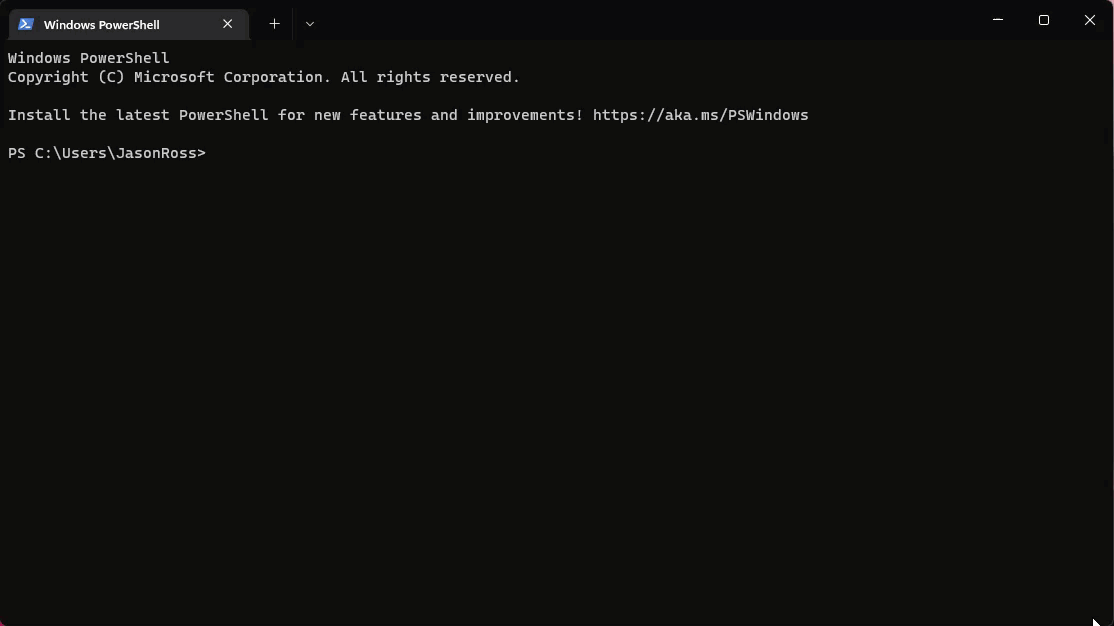 Windows PowerShell
Windows PowerShell
Copyright (C) Microsoft Corporation. All rights reserved.
Install the latest PowerShell for new features and improvements! https://aka.ms/PSWindows
PS C:\Users\JasonRoss>